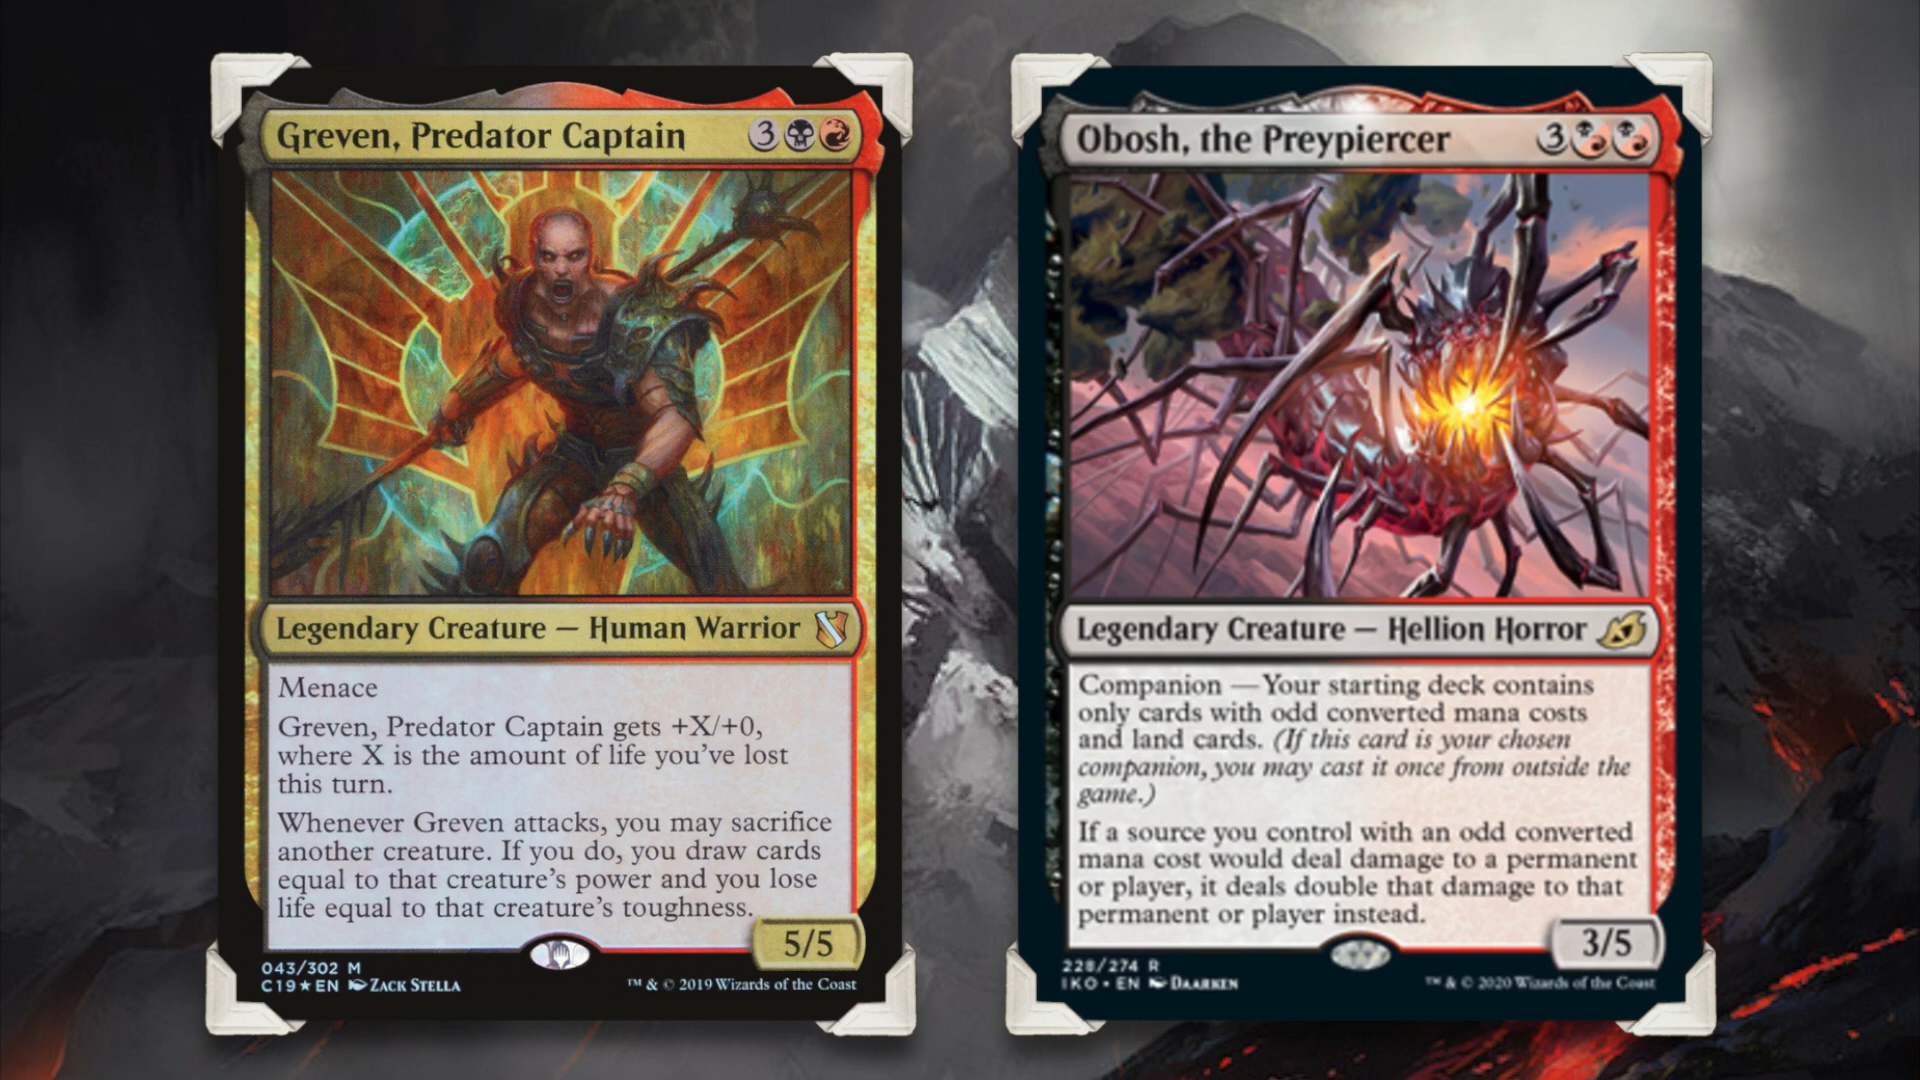 Greven, Predator Captain 3
Legendary Creature — Human Warrior
Menace
Greven, Predator Captain gets +X/+0,
where X is the amount of life you've lost
this turn.
Whenever Greven attacks, you may sacrifice
another creature. If you do, you draw cards
equal to that creature's power and you lose
life equal to that creature's toughness.
5/5
043/302 M
C19★EN ZACK STELLA
™ & © 2019 Wizards of the Coast
Obosh, the Preypiercer 3
Legendary Creature — Hellion Horror
Companion — Your starting deck contains
only cards with odd converted mana costs
and land cards. (If this card is your chosen
companion, you may cast it once from outside the
game.)
If a source you control with an odd converted
mana cost would deal damage to a permanent
or player, it deals double that damage to that
permanent or player instead.
3/5
228/274 R
IKO • EN DAARKEN
™ & © 2020 Wizards of the Coast